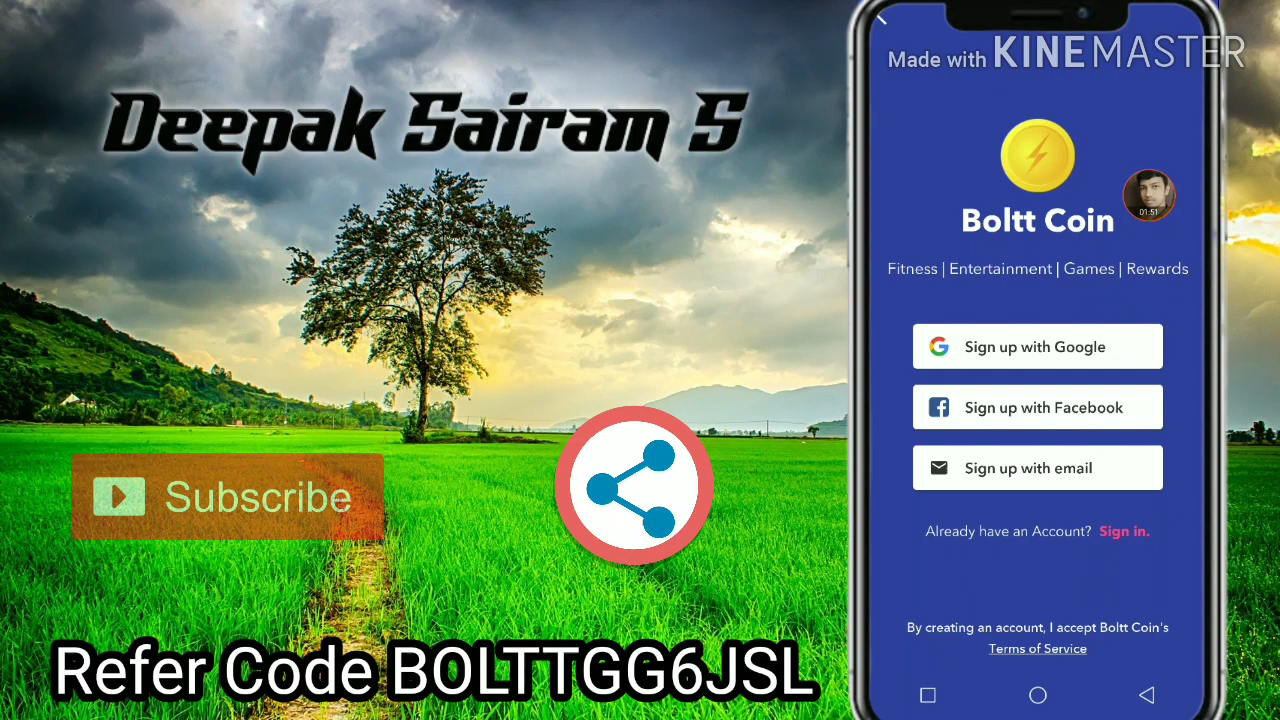 Deepak Sairam S
Subscribe
Refer Code BOLTTGG6JSL
Made with KINEMASTER
Boltt Coin
01:51
Fitness | Entertainment | Games | Rewards
Sign up with Google
Sign up with Facebook
Sign up with email
Already have an Account? Sign in.
By creating an account, I accept Boltt Coin's
Terms of Service